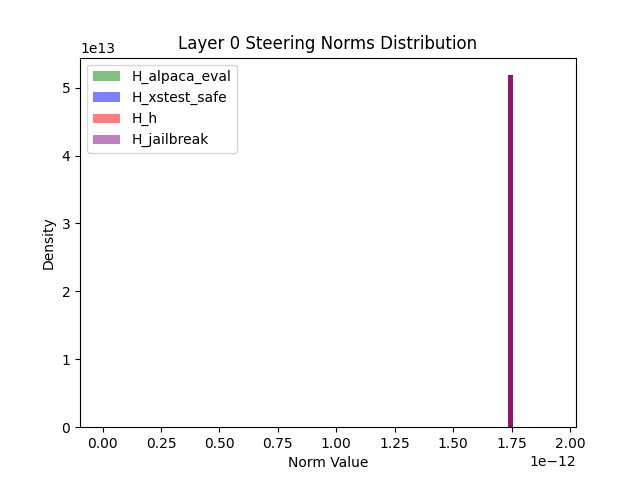 Layer 0 Steering Norms Distribution
1e13
H_alpaca_eval
H_xstest_safe
H_h
H_jailbreak
5
4
3
2
1
0
Density
0.00 0.25 0.50 0.75 1.00 1.25 1.50 1.75 2.00
1e−12
Norm Value